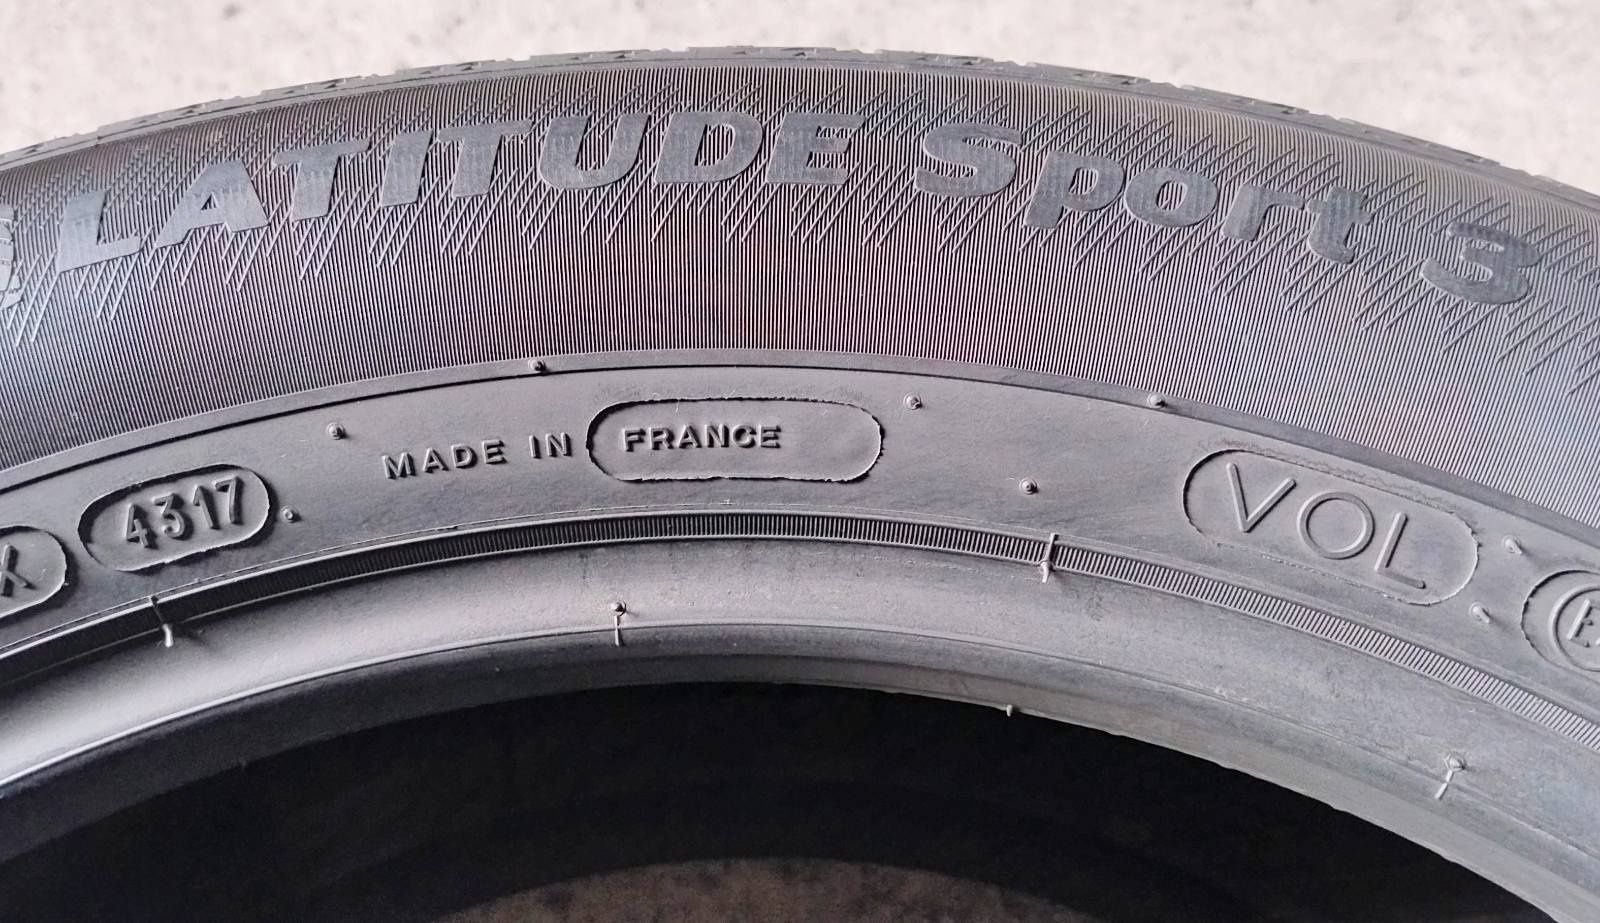 LATITUDE Sport 3
MADE IN FRANCE
X 4317
VOL
E